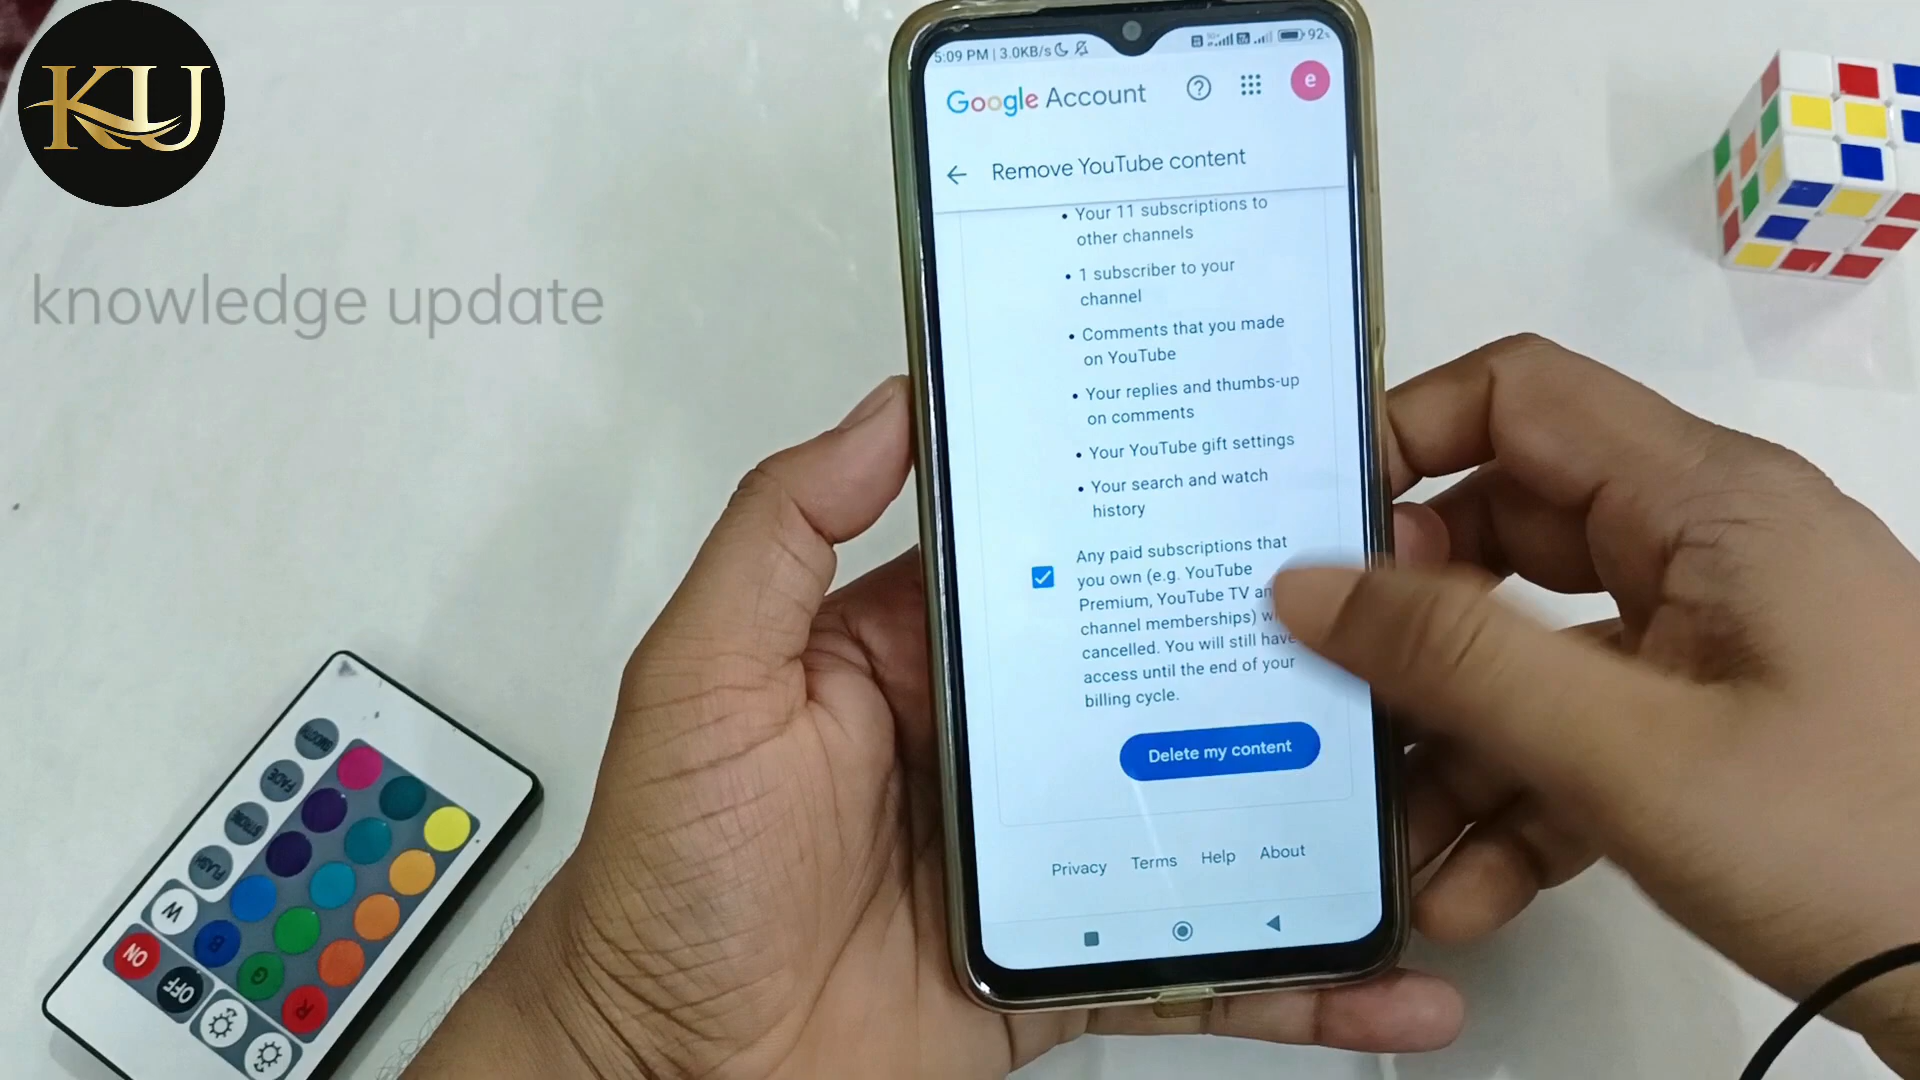 KU
knowledge update
5:09 PM | 3.0KB/s
92%
Google Account
e
Remove YouTube content
• Your 11 subscriptions to
other channels
• 1 subscriber to your
channel
• Comments that you made
on YouTube
• Your replies and thumbs-up
on comments
• Your YouTube gift settings
• Your search and watch
history
Any paid subscriptions that
you own (e.g. YouTube
Premium, YouTube TV an
channel memberships) w
cancelled. You will still have
access until the end of your
billing cycle.
Delete my content
Privacy Terms Help About
SMOOTH
FADE
STROBE
FLASH
W
B
G
R
ON
OFF